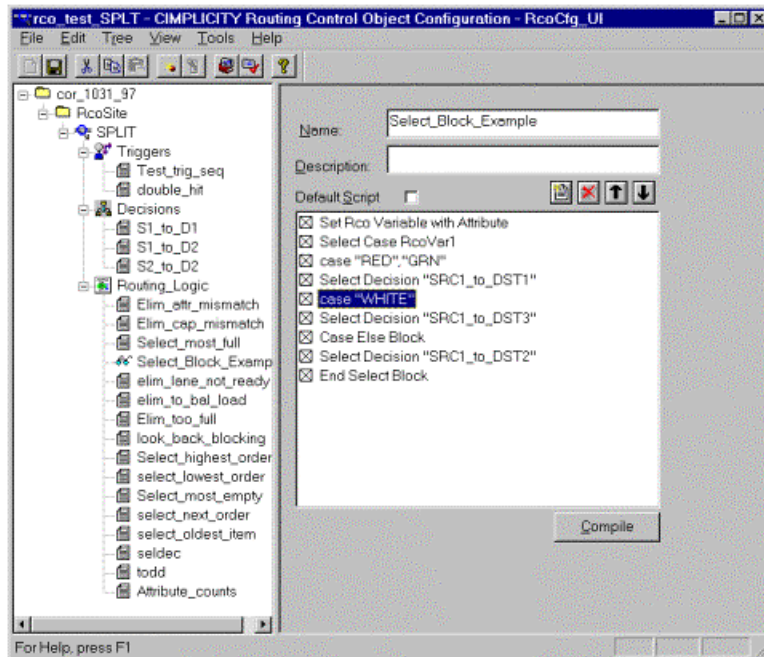 rco_test_SPLT - CIMPLICITY Routing Control Object Configuration - RcoCfg_UI
File Edit Tree View Tools Help
cor_1031_97
RcoSite
SPLIT
Triggers
Test_trig_seq
double_hit
Decisions
S1_to_D1
S1_to_D2
S2_to_D2
Routing_Logic
Elim_attr_mismatch
Elim_cap_mismatch
Select_most_full
Select_Block_Examp
elim_lane_not_ready
elim_to_bal_load
Elim_too_full
look_back_blocking
Select_highest_order
select_lowest_order
Select_most_empty
select_next_order
select_oldest_item
seldec
todd
Attribute_counts
Name: Select_Block_Example
Description:
Default Script
Set Rco Variable with Attribute
Select Case RcoVar1
case "RED","GRN"
Select Decision "SRC1_to_DST1"
case "WHITE"
Select Decision "SRC1_to_DST3"
Case Else Block
Select Decision "SRC1_to_DST2"
End Select Block
Compile
For Help, press F1